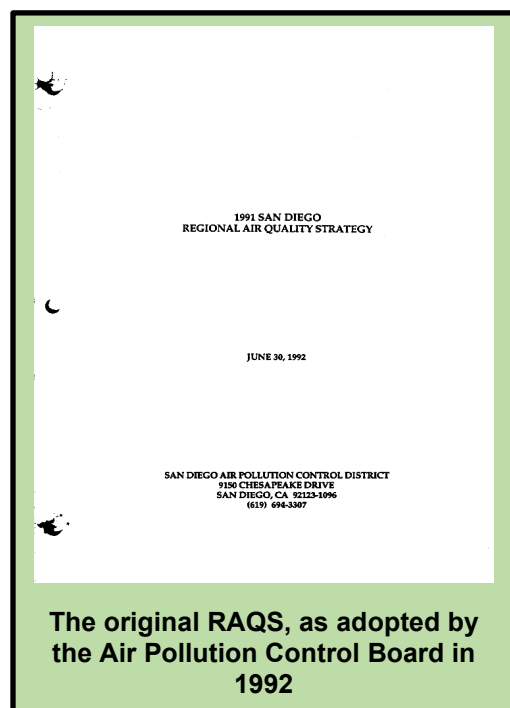 1991 SAN DIEGO
REGIONAL AIR QUALITY STRATEGY
JUNE 30, 1992
SAN DIEGO AIR POLLUTION CONTROL DISTRICT
9150 CHESAPEAKE DRIVE
SAN DIEGO, CA 92123-1096
(619) 694-3307
The original RAQS, as adopted by
the Air Pollution Control Board in
1992